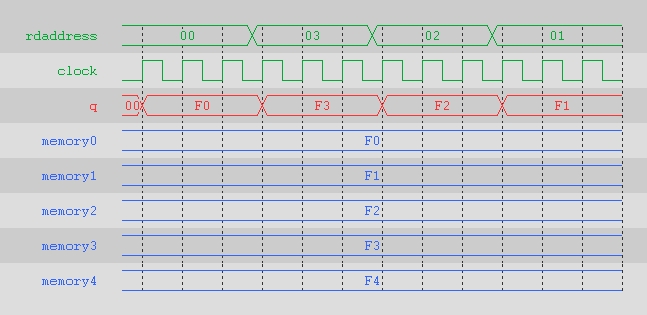 rdaddress 00 03 02 01
clock
q 00 F0 F3 F2 F1
memory0 F0
memory1 F1
memory2 F2
memory3 F3
memory4 F4